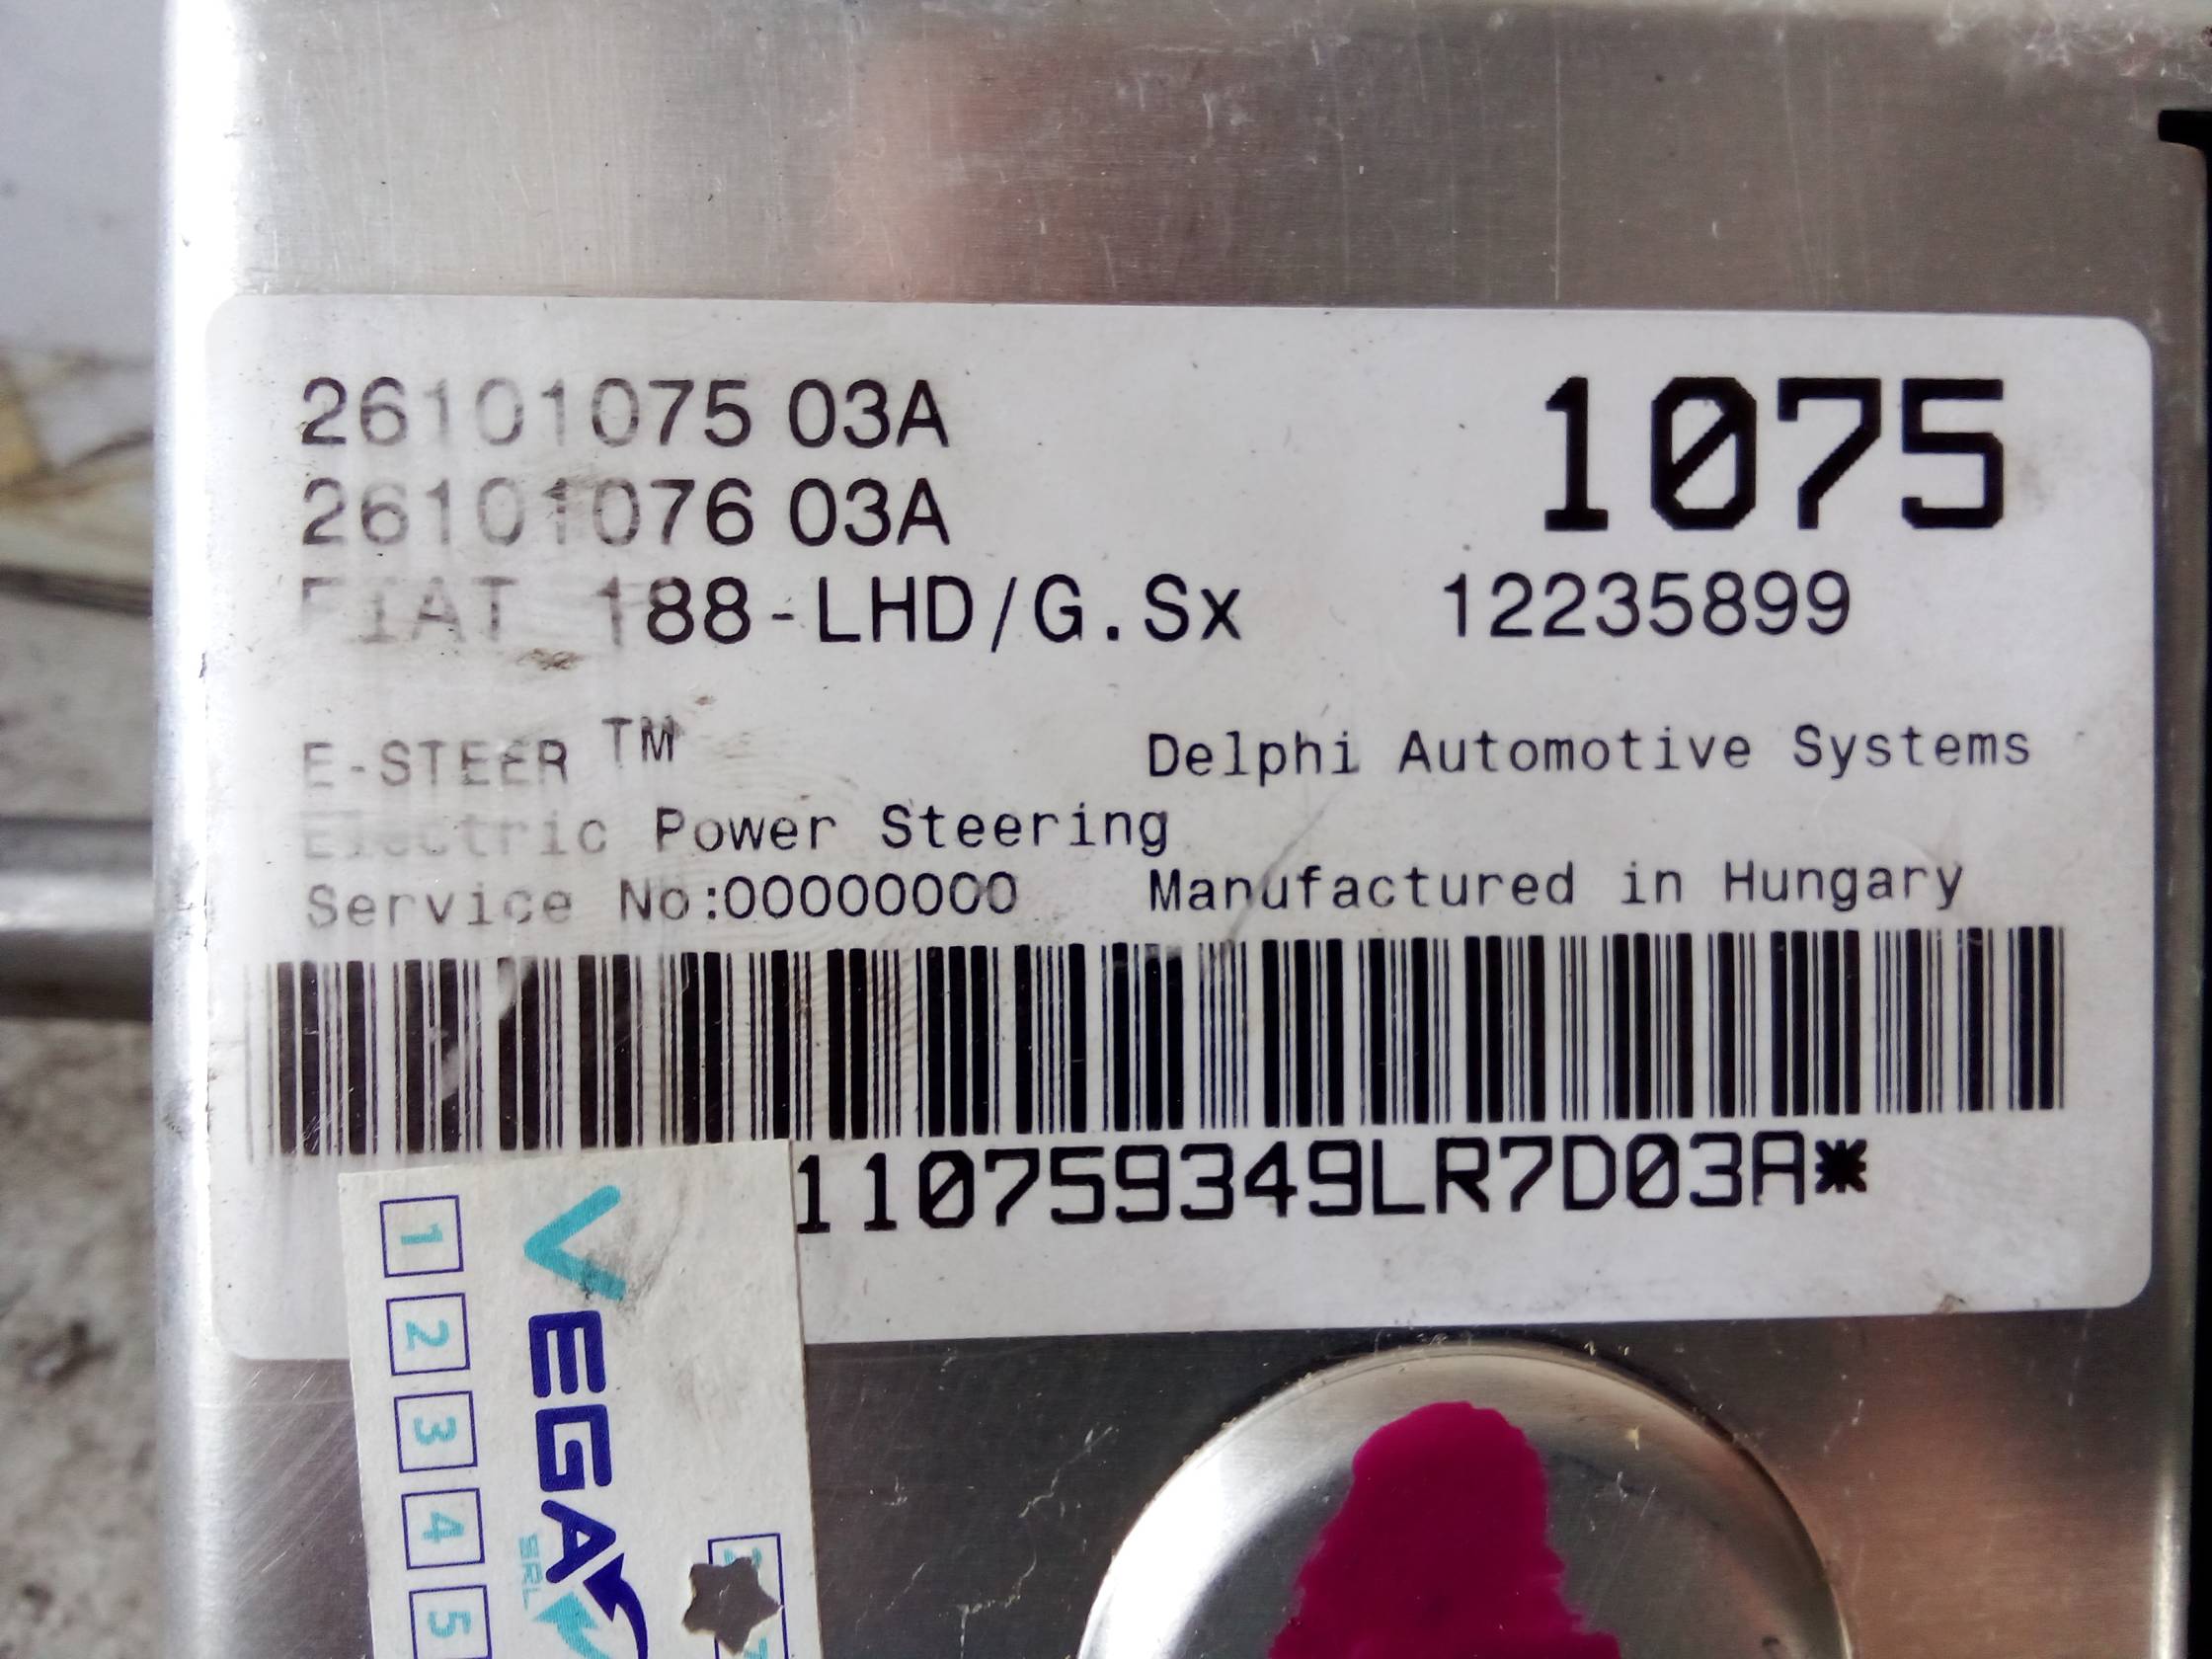 26101075 03A
1075
26101076 03A
FIAT 188-LHD/G.Sx
12235899
E-STEER TM
Delphi Automotive Systems
Electric Power Steering
Service No:00000000
Manufactured in Hungary
110759349LR7D03A*
VEGA
SRL
1
2
3
4
5